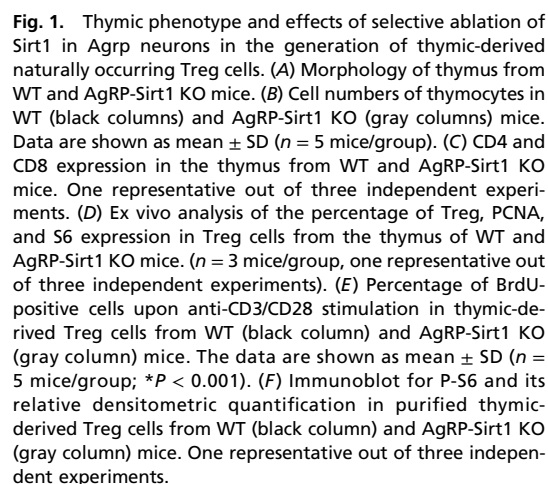 Fig. 1. Thymic phenotype and effects of selective ablation of
Sirt1 in Agrp neurons in the generation of thymic-derived
naturally occurring Treg cells. (A) Morphology of thymus from
WT and AgRP-Sirt1 KO mice. (B) Cell numbers of thymocytes in
WT (black columns) and AgRP-Sirt1 KO (gray columns) mice.
Data are shown as mean ± SD (n = 5 mice/group). (C) CD4 and
CD8 expression in the thymus from WT and AgRP-Sirt1 KO
mice. One representative out of three independent experi-
ments. (D) Ex vivo analysis of the percentage of Treg, PCNA,
and S6 expression in Treg cells from the thymus of WT and
AgRP-Sirt1 KO mice. (n = 3 mice/group, one representative out
of three independent experiments). (E) Percentage of BrdU-
positive cells upon anti-CD3/CD28 stimulation in thymic-de-
rived Treg cells from WT (black column) and AgRP-Sirt1 KO
(gray column) mice. The data are shown as mean ± SD (n =
5 mice/group; *P < 0.001). (F) Immunoblot for P-S6 and its
relative densitometric quantification in purified thymic-
derived Treg cells from WT (black column) and AgRP-Sirt1 KO
(gray column) mice. One representative out of three indepen-
dent experiments.